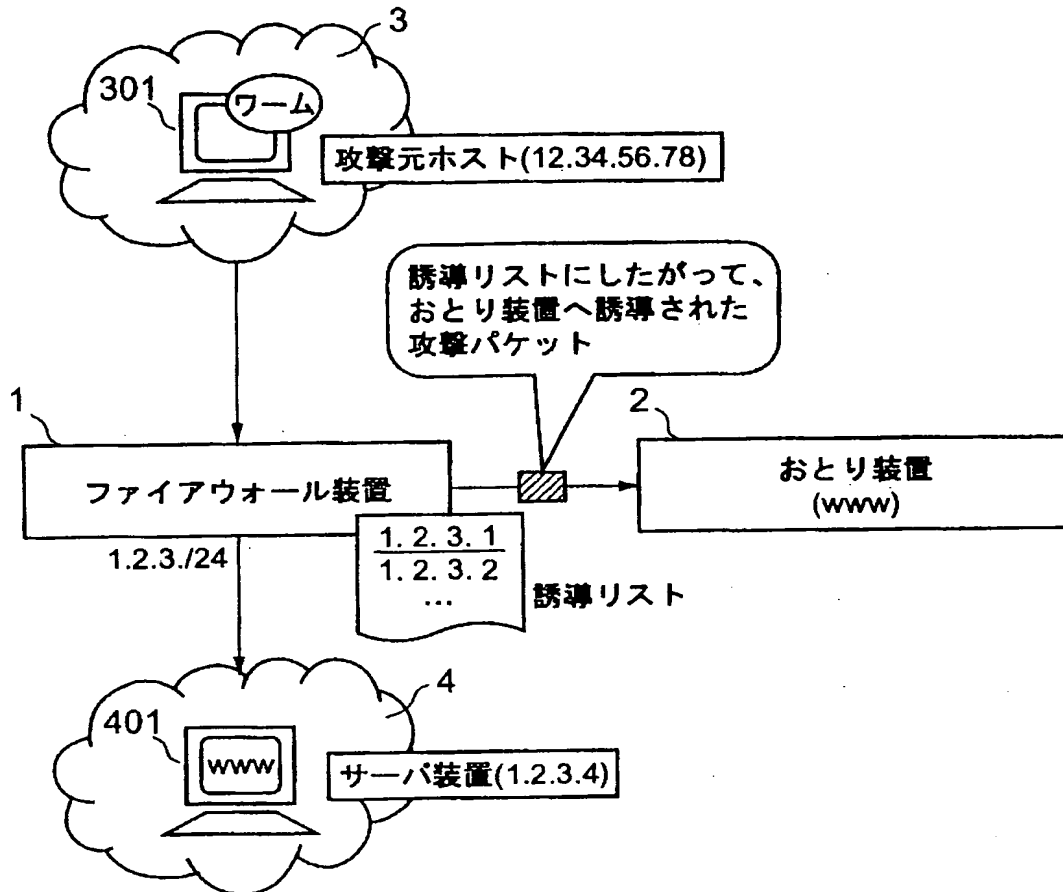 3
301
ワーム
攻撃元ホスト(12.34.56.78)
誘導リストにしたがって、
おとり装置へ誘導された
攻撃パケット
1
ファイアウォール装置
2
おとり装置
(www)
1.2.3./24
1. 2. 3. 1
1. 2. 3. 2
...
誘導リスト
4
401
www
サーバ装置(1.2.3.4)